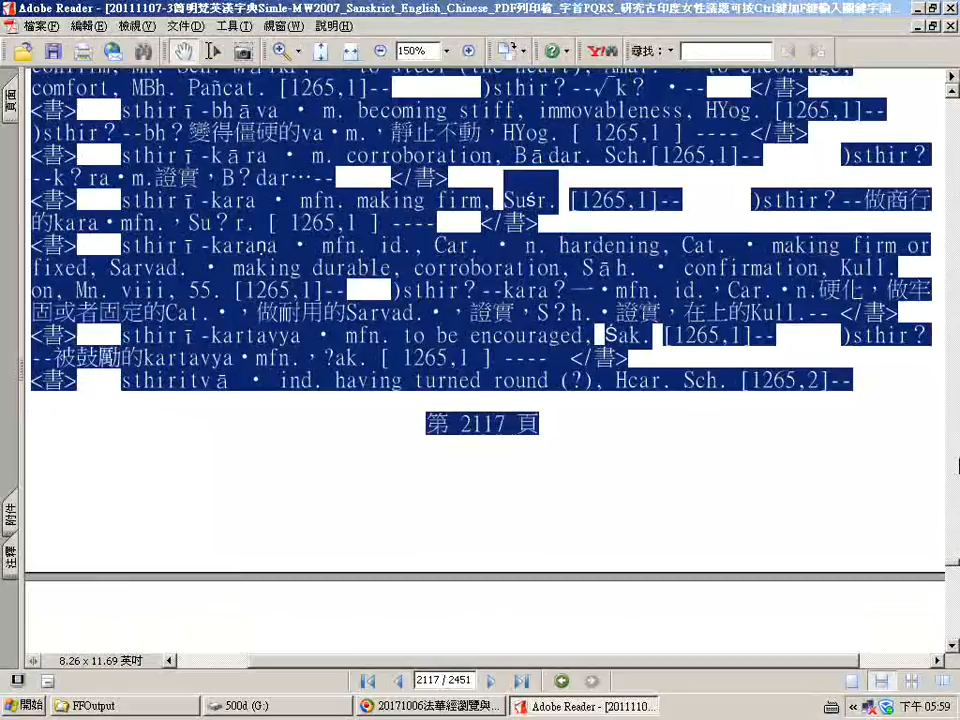 Adobe Reader - [20111107-3簡明梵英漢字典Simle-MW2007_Sanskrict_English_Chinese_PDF列印檔_字首PQRS_研究古印度女性議題可按Ctrl鍵加F鍵輸入關鍵字詞...
檔案(F) 編輯(E) 檢視(V) 文件(D) 工具(T) 視窗(W) 說明(H)
150% Y! 尋找:
頁面
comfort, MBh. Pañcat. [1265,1]-- )sthir?--√k? ‧-- </書>
<書> sthirī-bhāva ‧ m. becoming stiff, immovableness, HYog. [1265,1]--
)sthir?--bh?變得僵硬的va‧m.,靜止不動,HYog. [ 1265,1 ] ---- </書>
<書> sthirī-kāra ‧ m. corroboration, Bādar. Sch.[1265,1]-- )sthir?
--k?ra‧m.證實,B?dar…-- </書>
<書> sthirī-kara ‧ mfn. making firm, Suśr. [1265,1]-- )sthir?--做商行
的kara‧mfn.,Su?r. [ 1265,1 ] ---- </書>
<書> sthirī-karaṇa ‧ mfn. id., Car. ‧ n. hardening, Cat. ‧ making firm or
fixed, Sarvad. ‧ making durable, corroboration, Sāh. ‧ confirmation, Kull.
on, Mn. viii, 55. [1265,1]-- )sthir?--kara?一‧mfn. id.,Car.‧n.硬化,做牢
固或者固定的Cat.‧,做耐用的Sarvad.‧,證實,S?h.‧證實,在上的Kull.-- </書>
<書> sthirī-kartavya ‧ mfn. to be encouraged, Śak. [1265,1]-- )sthir?
--被鼓勵的kartavya‧mfn.,?ak. [ 1265,1 ] ---- </書>
<書> sthiritvā ‧ ind. having turned round (?), Hcar. Sch. [1265,2]--
第 2117 頁
附件
注釋
8.26 x 11.69 英吋
2117 / 2451
開始 FFOutput 500d (G:) 20171006法華經瀏覽與... Adobe Reader - [2011110... 下午 05:59